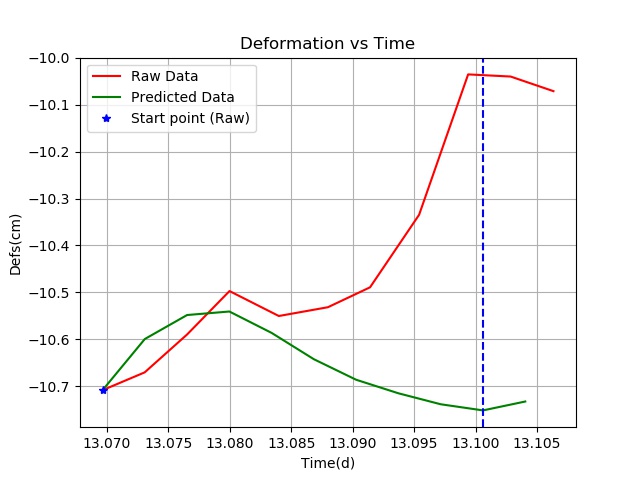 Deformation vs Time
Raw Data
Predicted Data
Start point (Raw)
−10.0
−10.1
−10.2
−10.3
−10.4
−10.5
−10.6
−10.7
Defs(cm)
13.070 13.075 13.080 13.085 13.090 13.095 13.100 13.105
Time(d)